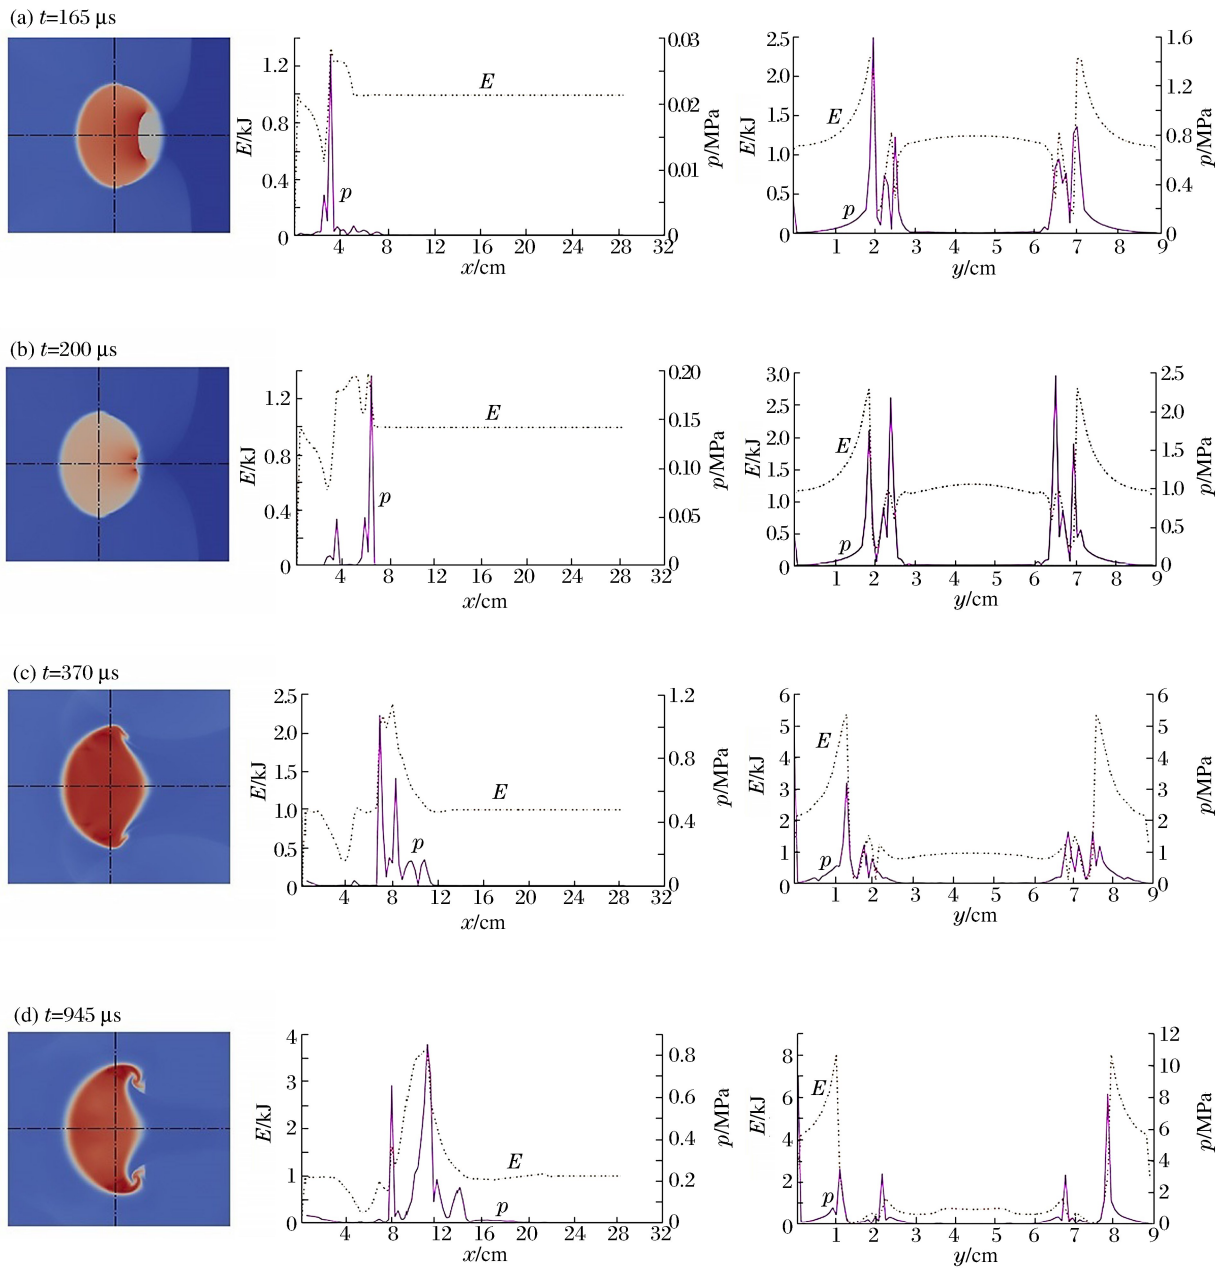 (a) t=165 μs
E/kJ
1.2
0.8
0.4
0
E
p
4 8 12 16 20 24 28 32
x/cm
0.03
0.02
0.01
0
p/MPa
E/kJ
2.5
2.0
1.5
1.0
0.5
0
E
p
1 2 3 4 5 6 7 8 9
y/cm
1.6
1.2
0.8
0.4
0
p/MPa
(b) t=200 μs
E/kJ
1.2
0.8
0.4
0
E
p
4 8 12 16 20 24 28 32
x/cm
0.20
0.15
0.10
0.05
0
p/MPa
E/kJ
3.0
2.5
2.0
1.5
1.0
0.5
0
E
p
1 2 3 4 5 6 7 8 9
y/cm
2.5
2.0
1.5
1.0
0.5
0
p/MPa
(c) t=370 μs
E/kJ
2.5
2.0
1.5
1.0
0.5
0
E
p
4 8 12 16 20 24 28 32
x/cm
1.2
0.8
0.4
0
p/MPa
E/kJ
6
5
4
3
2
1
0
E
p
1 2 3 4 5 6 7 8 9
y/cm
6
5
4
3
2
1
0
p/MPa
(d) t=945 μs
E/kJ
4
3
2
1
0
E
p
4 8 12 16 20 24 28 32
x/cm
0.8
0.6
0.4
0.2
0
p/MPa
E/kJ
8
6
4
2
0
E
p
1 2 3 4 5 6 7 8 9
y/cm
12
10
8
6
4
2
0
p/MPa